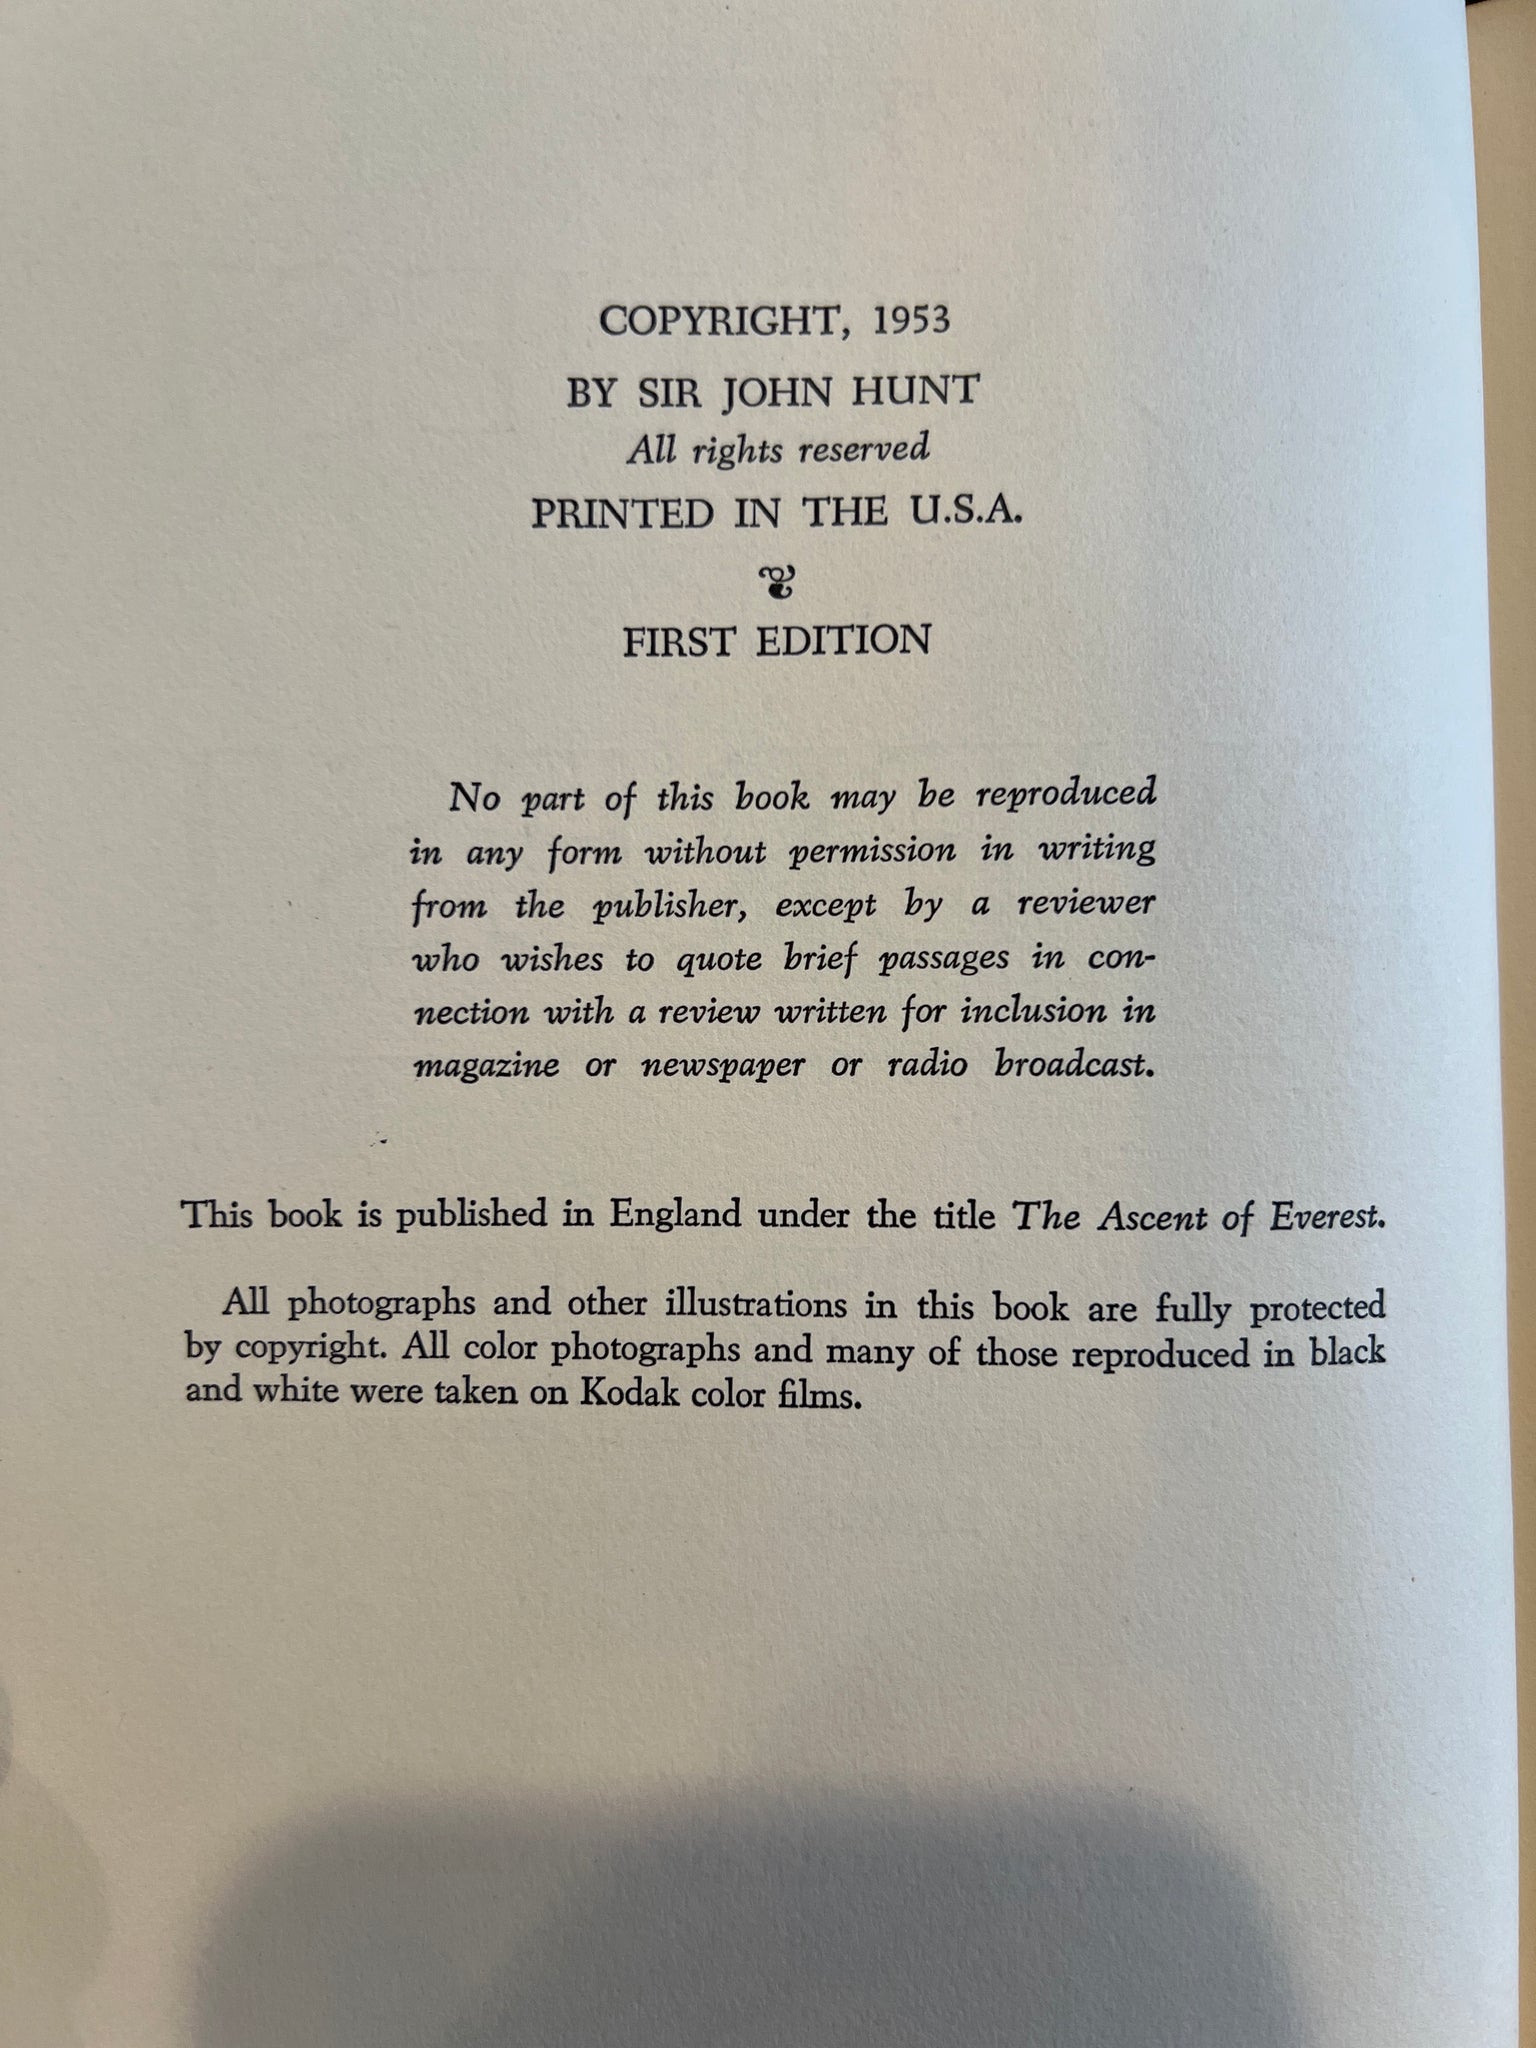 COPYRIGHT, 1953
BY SIR JOHN HUNT
All rights reserved
PRINTED IN THE U.S.A.
FIRST EDITION
No part of this book may be reproduced
in any form without permission in writing
from the publisher, except by a reviewer
who wishes to quote brief passages in con-
nection with a review written for inclusion in
magazine or newspaper or radio broadcast.
This book is published in England under the title The Ascent of Everest.
All photographs and other illustrations in this book are fully protected
by copyright. All color photographs and many of those reproduced in black
and white were taken on Kodak color films.